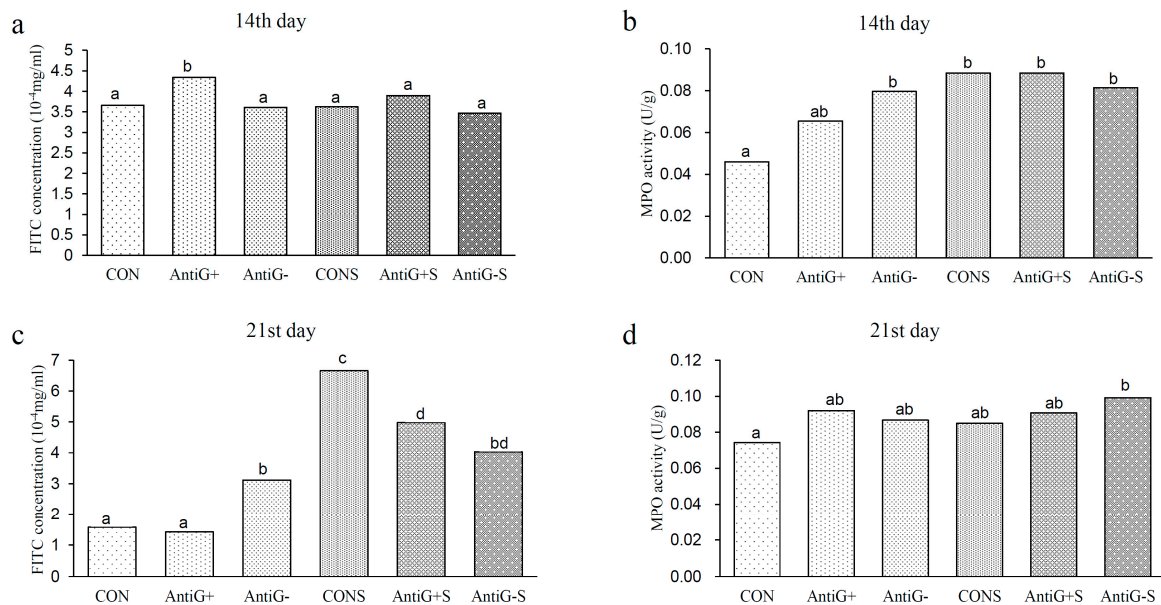 a
14th day
FITC concentration (10⁻⁴mg/ml)
5
4.5
4
3.5
3
2.5
2
1.5
1
0.5
0
a
b
a
a
a
a
CON
AntiG+
AntiG-
CONS
AntiG+S
AntiG-S
b
14th day
MPO activity (U/g)
0.10
0.08
0.06
0.04
0.02
0.00
a
ab
b
b
b
b
CON
AntiG+
AntiG-
CONS
AntiG+S
AntiG-S
c
21st day
FITC concentration (10⁻⁴mg/ml)
7
6
5
4
3
2
1
0
a
a
b
c
d
bd
CON
AntiG+
AntiG-
CONS
AntiG+S
AntiG-S
d
21st day
MPO activity (U/g)
0.12
0.10
0.08
0.06
0.04
0.02
0.00
a
ab
ab
ab
ab
b
CON
AntiG+
AntiG-
CONS
AntiG+S
AntiG-S